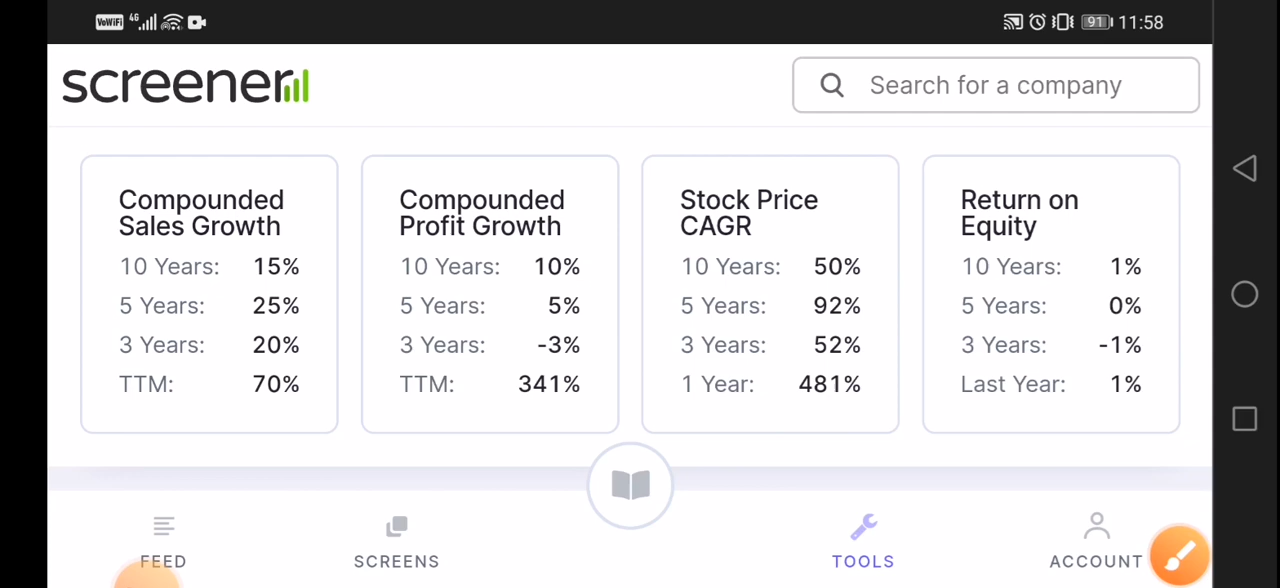 VoWiFi 4G 91 11:58
screener
Search for a company
Compounded
Sales Growth
10 Years: 15%
5 Years: 25%
3 Years: 20%
TTM: 70%
Compounded
Profit Growth
10 Years: 10%
5 Years: 5%
3 Years: -3%
TTM: 341%
Stock Price
CAGR
10 Years: 50%
5 Years: 92%
3 Years: 52%
1 Year: 481%
Return on
Equity
10 Years: 1%
5 Years: 0%
3 Years: -1%
Last Year: 1%
FEED
SCREENS
TOOLS
ACCOUNT